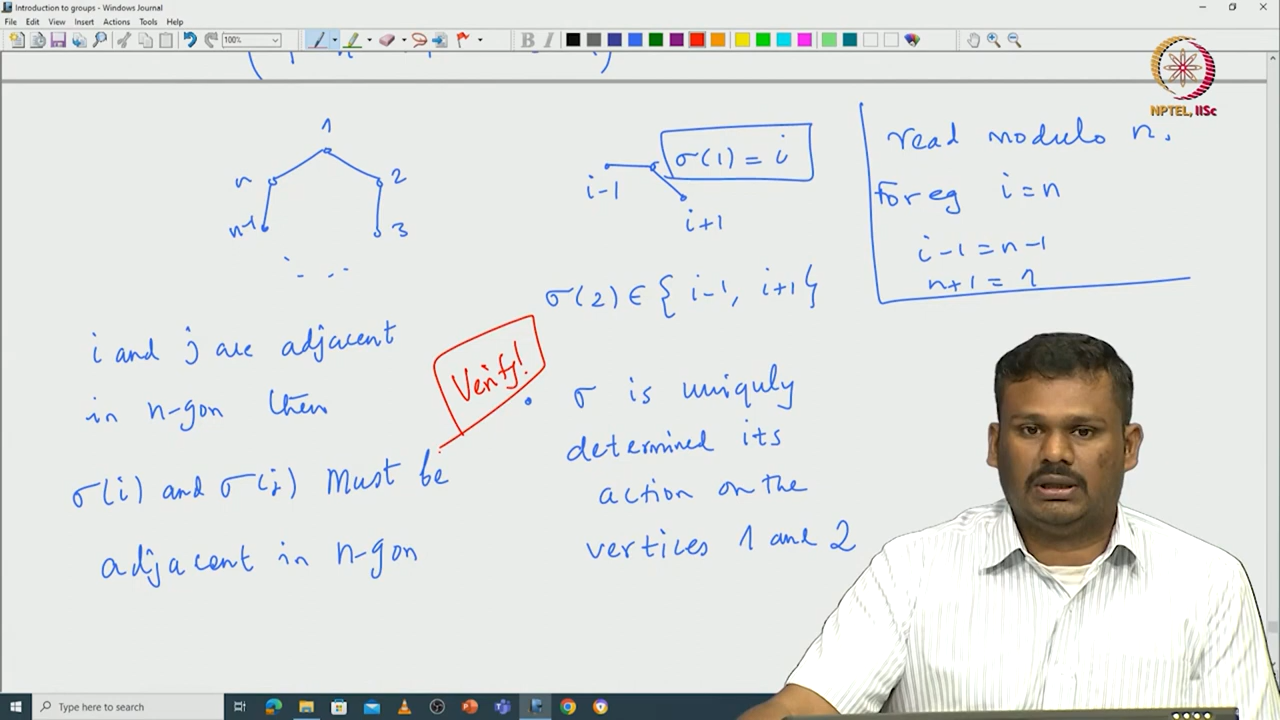 Introduction to groups - Windows Journal
File Edit View Insert Actions Tools Help
100%
B I
NPTEL, IISc
1
n
2
n-1
3
σ(1) = i
i-1
i+1
σ(2) ∈ { i-1, i+1 }
read modulo n.
For eg i = n
i-1 = n-1
n+1 = 1
i and j are adjacent
in n-gon then
σ(i) and σ(j) Must be
adjacent in n-gon
Verify!
• σ is uniquly
determined its
action on the
vertices 1 and 2
Type here to search